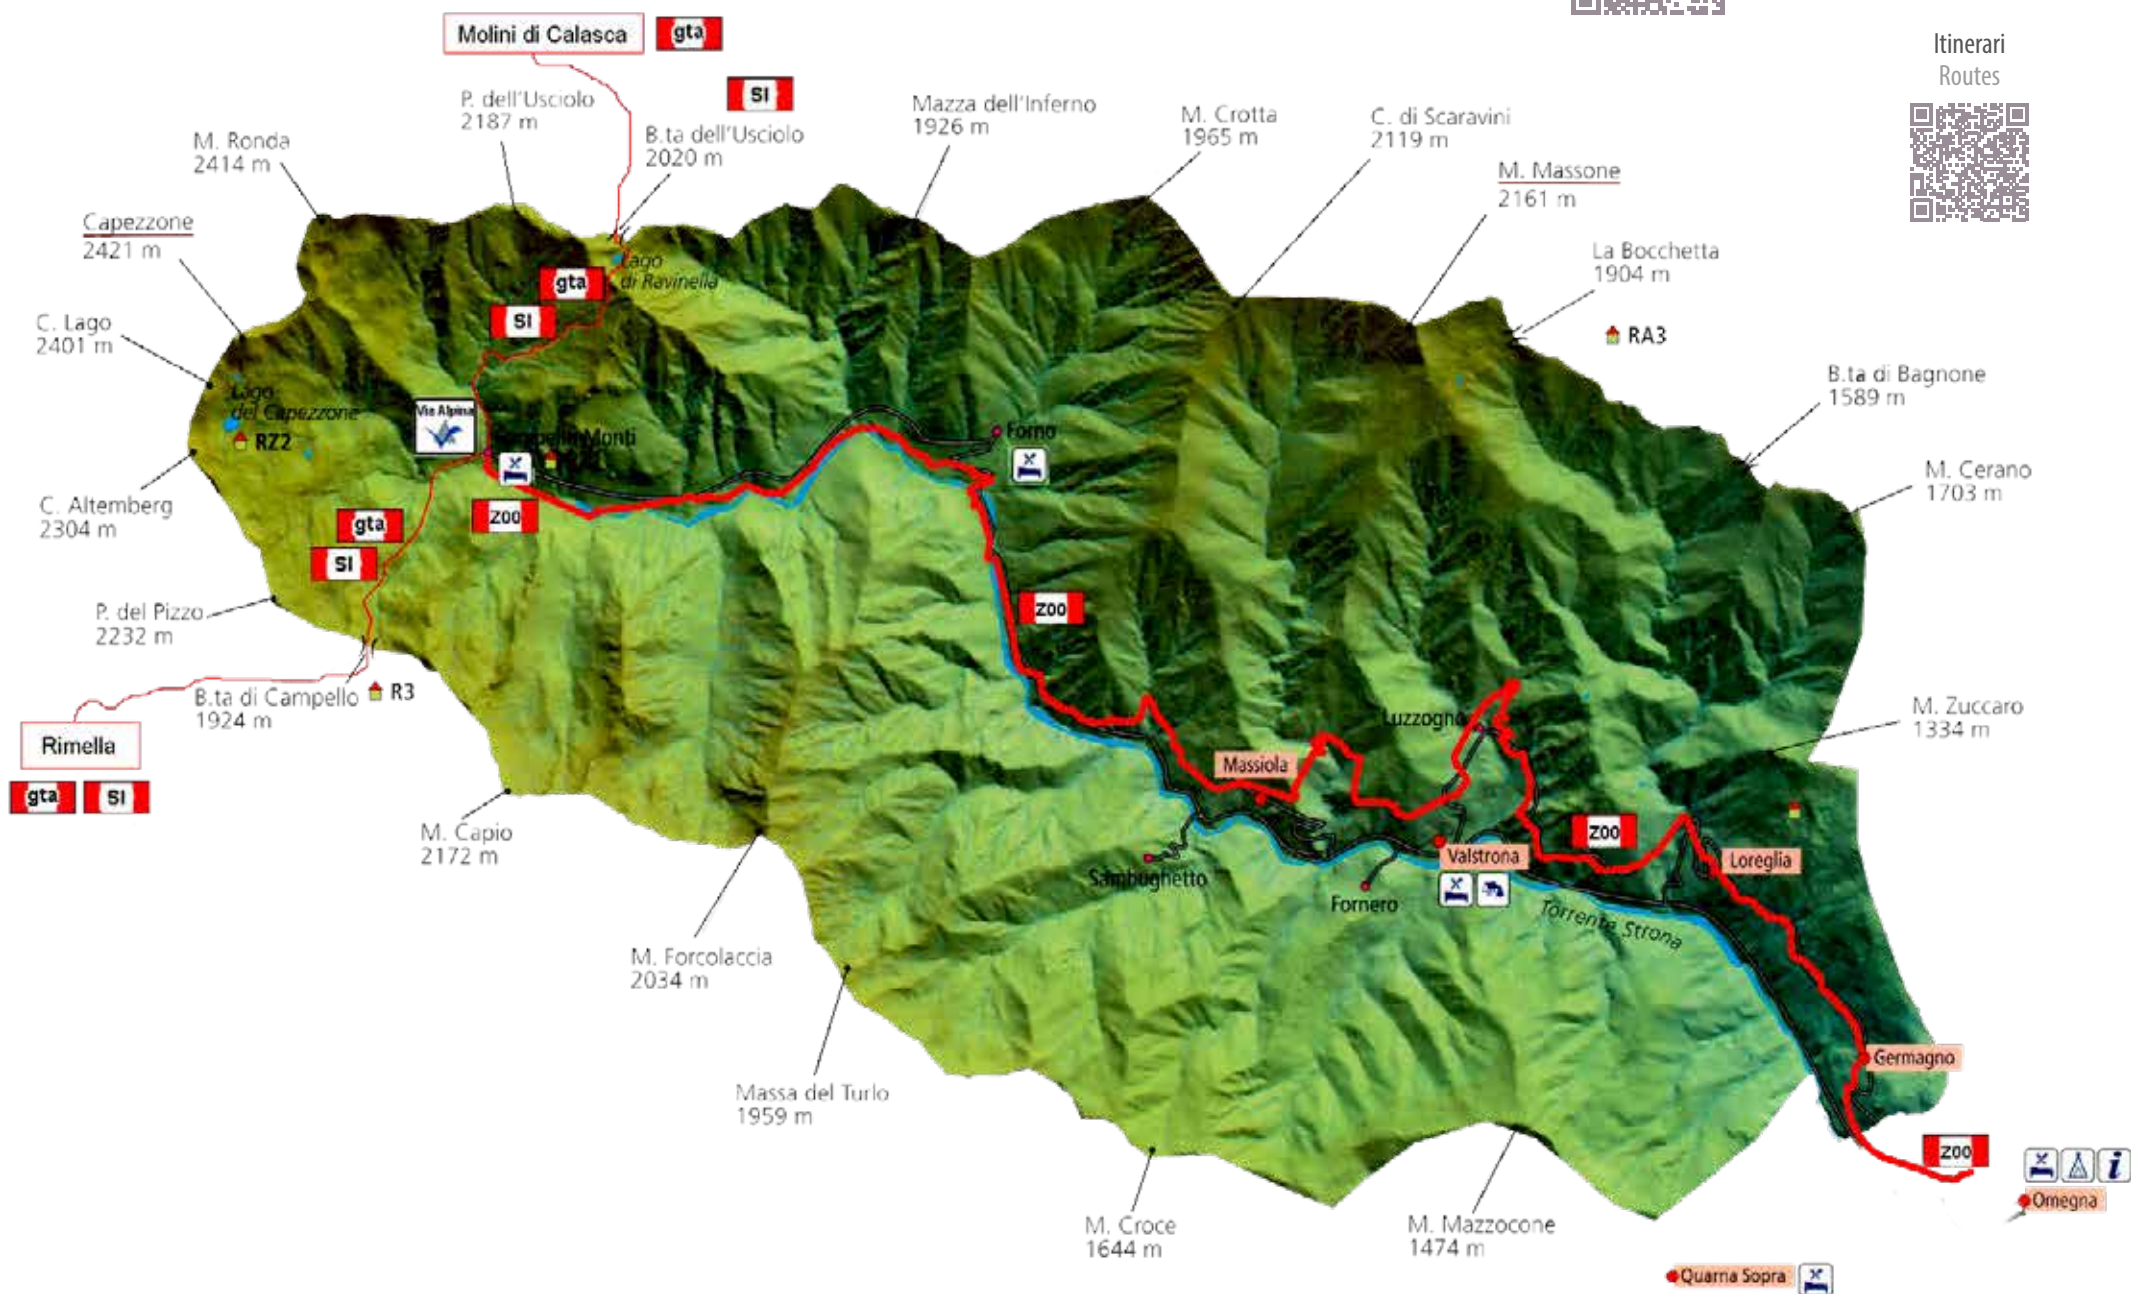 Molini di Calasca
gta
SI
Itinerari
Routes
P. dell'Usciolo
2187 m
B.ta dell'Usciolo
2020 m
Mazza dell'Inferno
1926 m
M. Crotta
1965 m
C. di Scaravini
2119 m
M. Ronda
2414 m
M. Massone
2161 m
Capezzone
2421 m
La Bocchetta
1904 m
RA3
Lago
di Ravinella
gta
SI
C. Lago
2401 m
B.ta di Bagnone
1589 m
Lago
del Capezzone
RZ2
Via Alpina
Monti
Forno
M. Cerano
1703 m
C. Altemberg
2304 m
gta
SI
Z00
Z00
P. del Pizzo
2232 m
B.ta di Campello
1924 m
R3
Rimella
gta
SI
Luzzogno
M. Zuccaro
1334 m
Massiola
M. Capio
2172 m
Z00
Valstrona
Loreglia
Sambughetto
Fornero
Torrente Strona
M. Forcolaccia
2034 m
Germagno
Massa del Turlo
1959 m
Z00
i
Omegna
M. Croce
1644 m
M. Mazzocone
1474 m
Quarna Sopra